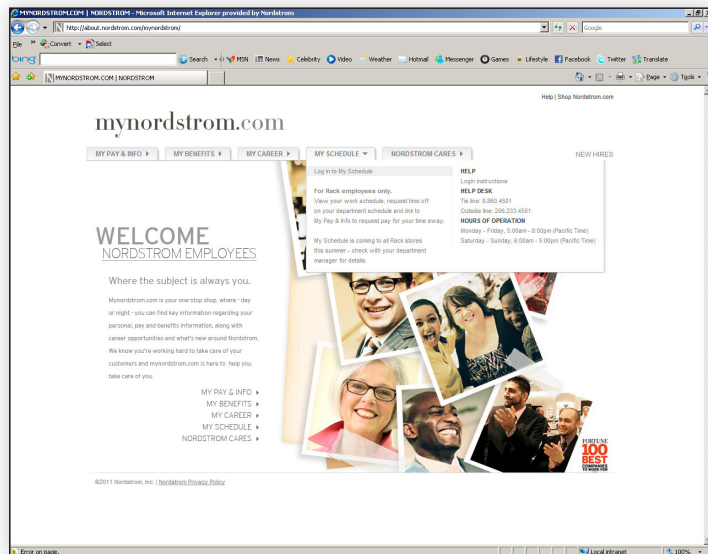 MYNORDSTROM.COM | NORDSTROM - Microsoft Internet Explorer provided by Nordstrom
http://about.nordstrom.com/mynordstrom/
Google
File » Convert Select
bing Search MSN News Celebrity Video Weather Hotmail Messenger Games Lifestyle Facebook Twitter Translate
MYNORDSTROM.COM | NORDSTROM Page Tools
Help | Shop Nordstrom.com
mynordstrom.com
MY PAY & INFO MY BENEFITS MY CAREER MY SCHEDULE NORDSTROM CARES NEW HIRES
Log in to My Schedule
For Rack employees only.
View your work schedule, request time off
on your department schedule and link to
My Pay & Info to request pay for your time away.
My Schedule is coming to all Rack stores
this summer - check with your department
manager for details.
HELP
Login instructions
HELP DESK
Tie line: 8.860.4501
Outside line: 206.233.4501
HOURS OF OPERATION
Monday - Friday, 5:00am - 8:00pm (Pacific Time)
Saturday - Sunday, 6:00am - 5:00pm (Pacific Time)
WELCOME
NORDSTROM EMPLOYEES
Where the subject is always you.
Mynordstrom.com is your one-stop shop, where - day
or night - you can find key information regarding your
personal, pay and benefits information, along with
career opportunities and what's new around Nordstrom.
We know you're working hard to take care of your
customers and mynordstrom.com is here to help you
take care of you.
MY PAY & INFO
MY BENEFITS
MY CAREER
MY SCHEDULE
NORDSTROM CARES
FORTUNE
100
BEST
COMPANIES
TO WORK FOR
©2011 Nordstrom, Inc. | Nordstrom Privacy Policy
Error on page. Local intranet 100%